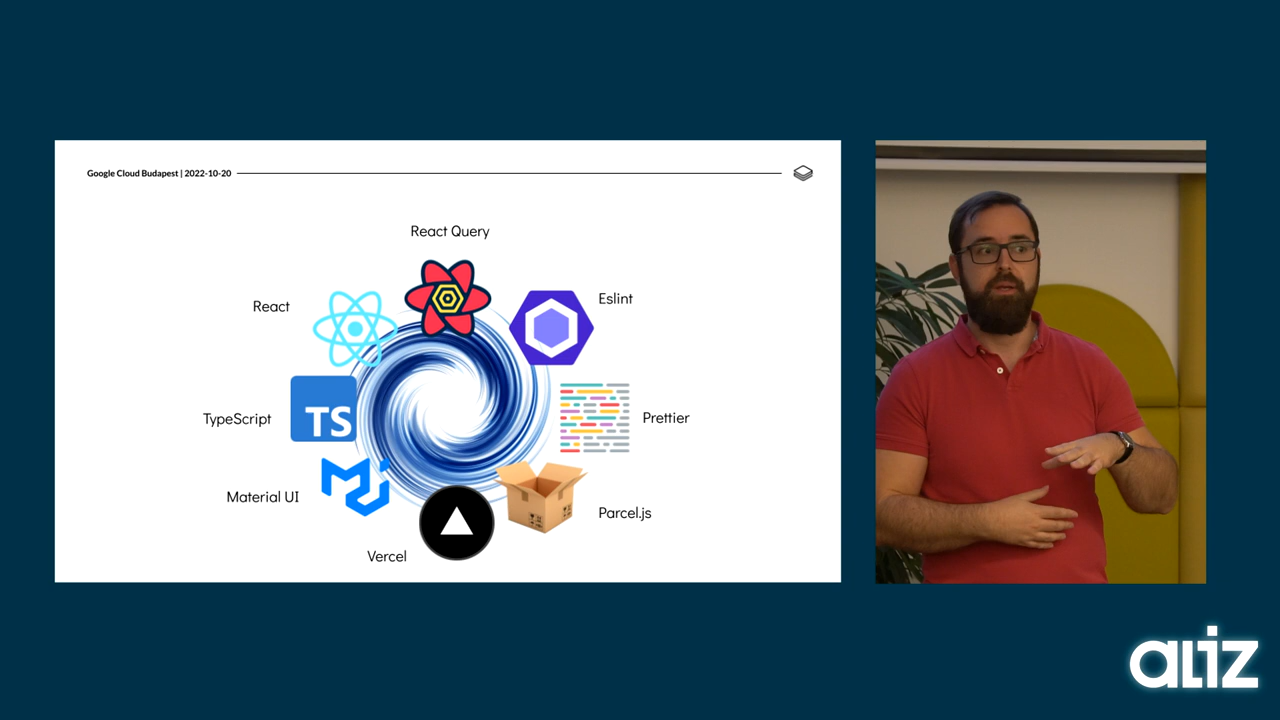 Google Cloud Budapest | 2022-10-20
React Query
React
Eslint
TypeScript
TS
Prettier
Material UI
Parcel.js
Vercel
aliz